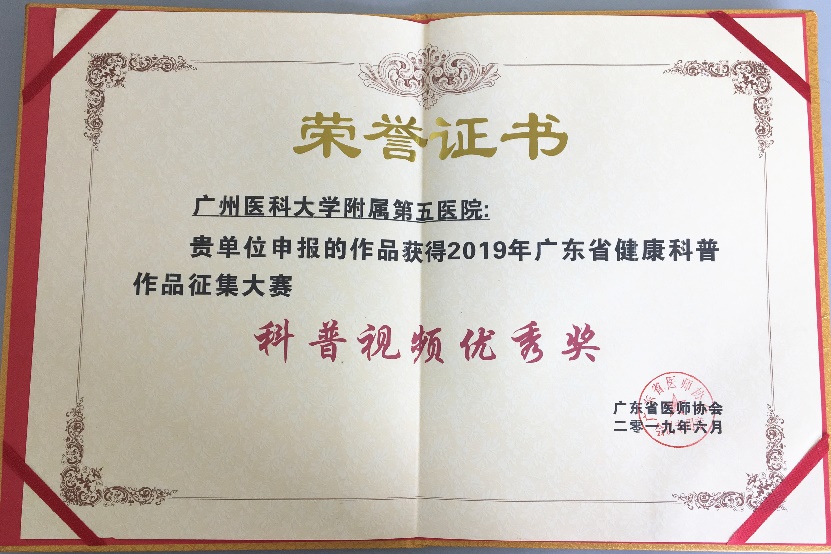 荣誉证书
广州医科大学附属第五医院:
贵单位申报的作品获得2019年广东省健康科普
作品征集大赛
科普视频优秀奖
广东省医师协会
二零一九年六月